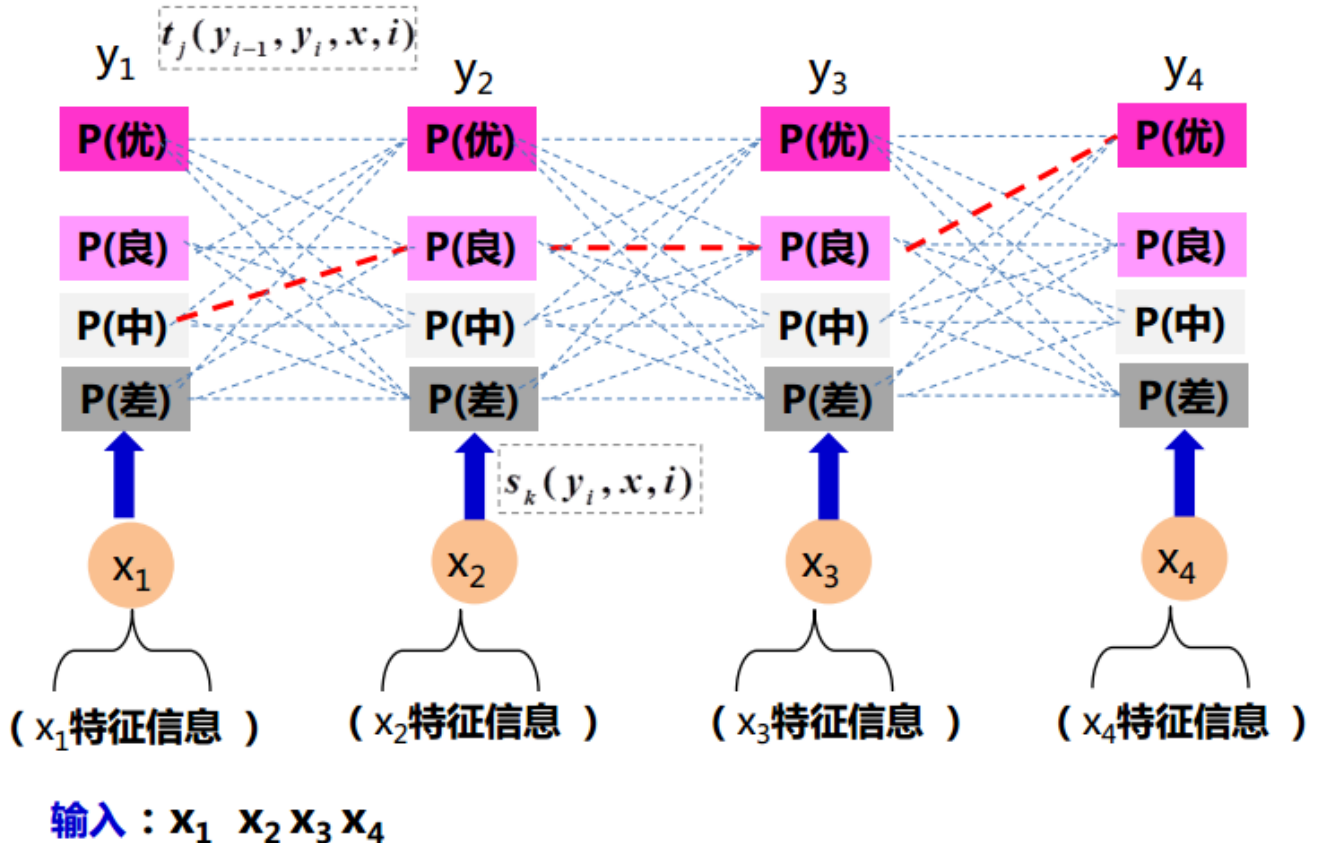 t_j(y_{i-1}, y_i, x, i)
y₁ y₂ y₃ y₄
P(优) P(优) P(优) P(优)
P(良) P(良) P(良) P(良)
P(中) P(中) P(中) P(中)
P(差) P(差) P(差) P(差)
s_k(y_i, x, i)
x₁ x₂ x₃ x₄
(x₁特征信息) (x₂特征信息) (x₃特征信息) (x₄特征信息)
输入：x₁ x₂ x₃ x₄